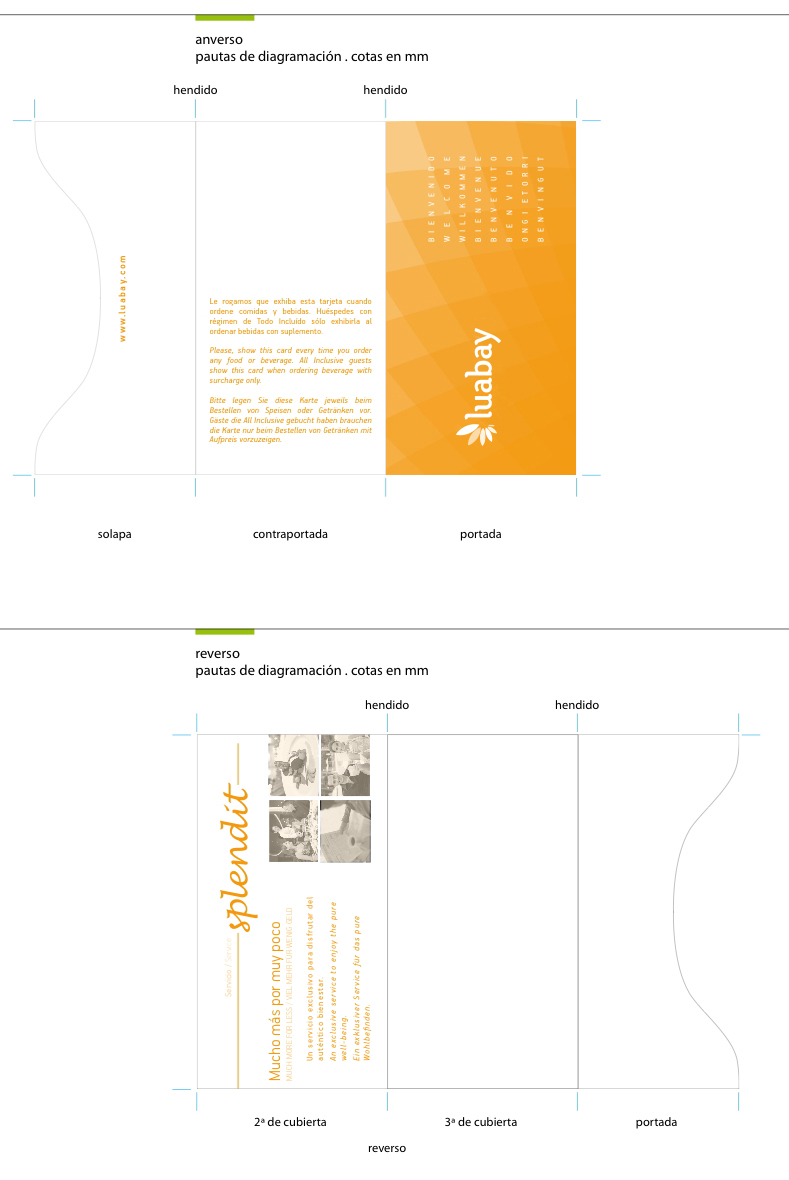 anverso
pautas de diagramación . cotas en mm
hendido
hendido
www.luabay.com
Le rogamos que exhiba esta tarjeta cuando
ordene comidas y bebidas. Huéspedes con
régimen de Todo Incluído sólo exhibirla al
ordenar bebidas con suplemento.
Please, show this card every time you order
any food or beverage. All Inclusive guests
show this card when ordering beverage with
surcharge only.
Bitte legen Sie diese Karte jeweils beim
Bestellen von Speisen oder Getränken vor.
Gäste die All Inclusive gebucht haben brauchen
die Karte nur beim Bestellen von Getränken mit
Aufpreis vorzuzeigen.
BIENVENIDO
WELCOME
WILLKOMMEN
BIENVENUE
BENVENUTO
BENVIDO
ONGIETORRI
BENVINGUT
luabay
solapa
contraportada
portada
reverso
pautas de diagramación . cotas en mm
hendido
hendido
Servicio / Service
splendit
Mucho más por muy poco
MUCH MORE FOR LESS / VIEL MEHR FÜR WENIG GELD
Un servicio exclusivo para disfrutar del
auténtico bienestar.
An exclusive service to enjoy the pure
well-being.
Ein exklusiver Service für das pure
Wohlbefinden.
2ª de cubierta
3ª de cubierta
portada
reverso